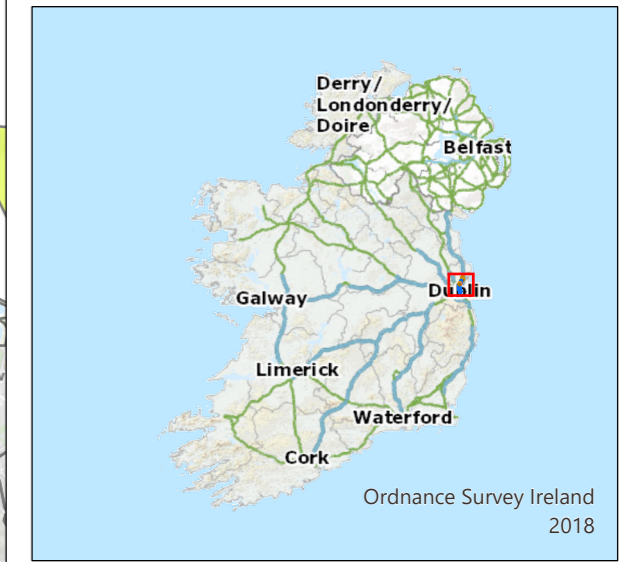 Derry/
Londonderry/
Doire
Belfast
Dublin
Galway
Limerick
Waterford
Cork
Ordnance Survey Ireland
2018